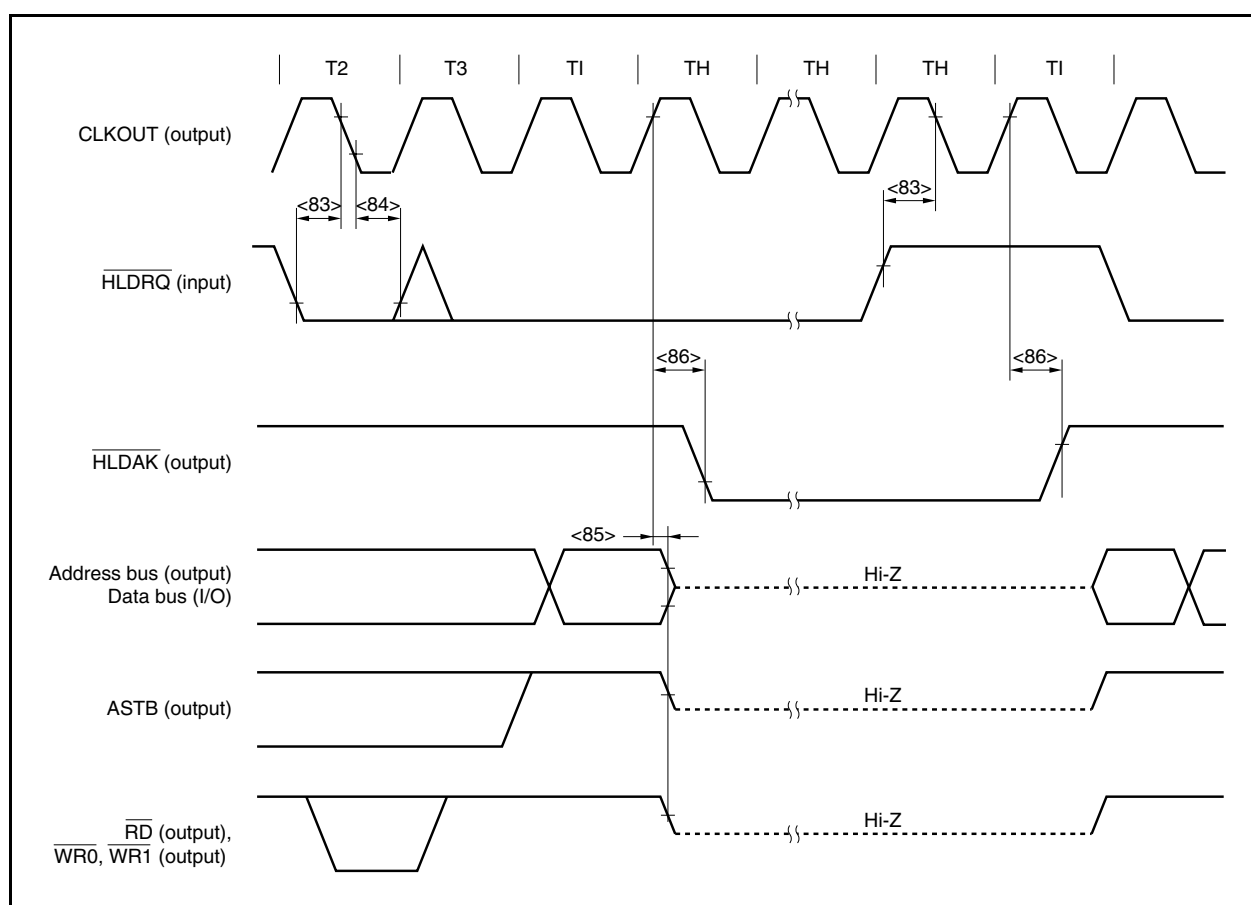 T2 T3 TI TH TH TH TI
CLKOUT (output)
<83> <84> <83>
HLDRQ (input)
<86> <86>
HLDAK (output)
<85>
Address bus (output)
Data bus (I/O)
Hi-Z
ASTB (output)
Hi-Z
RD (output),
WR0, WR1 (output)
Hi-Z